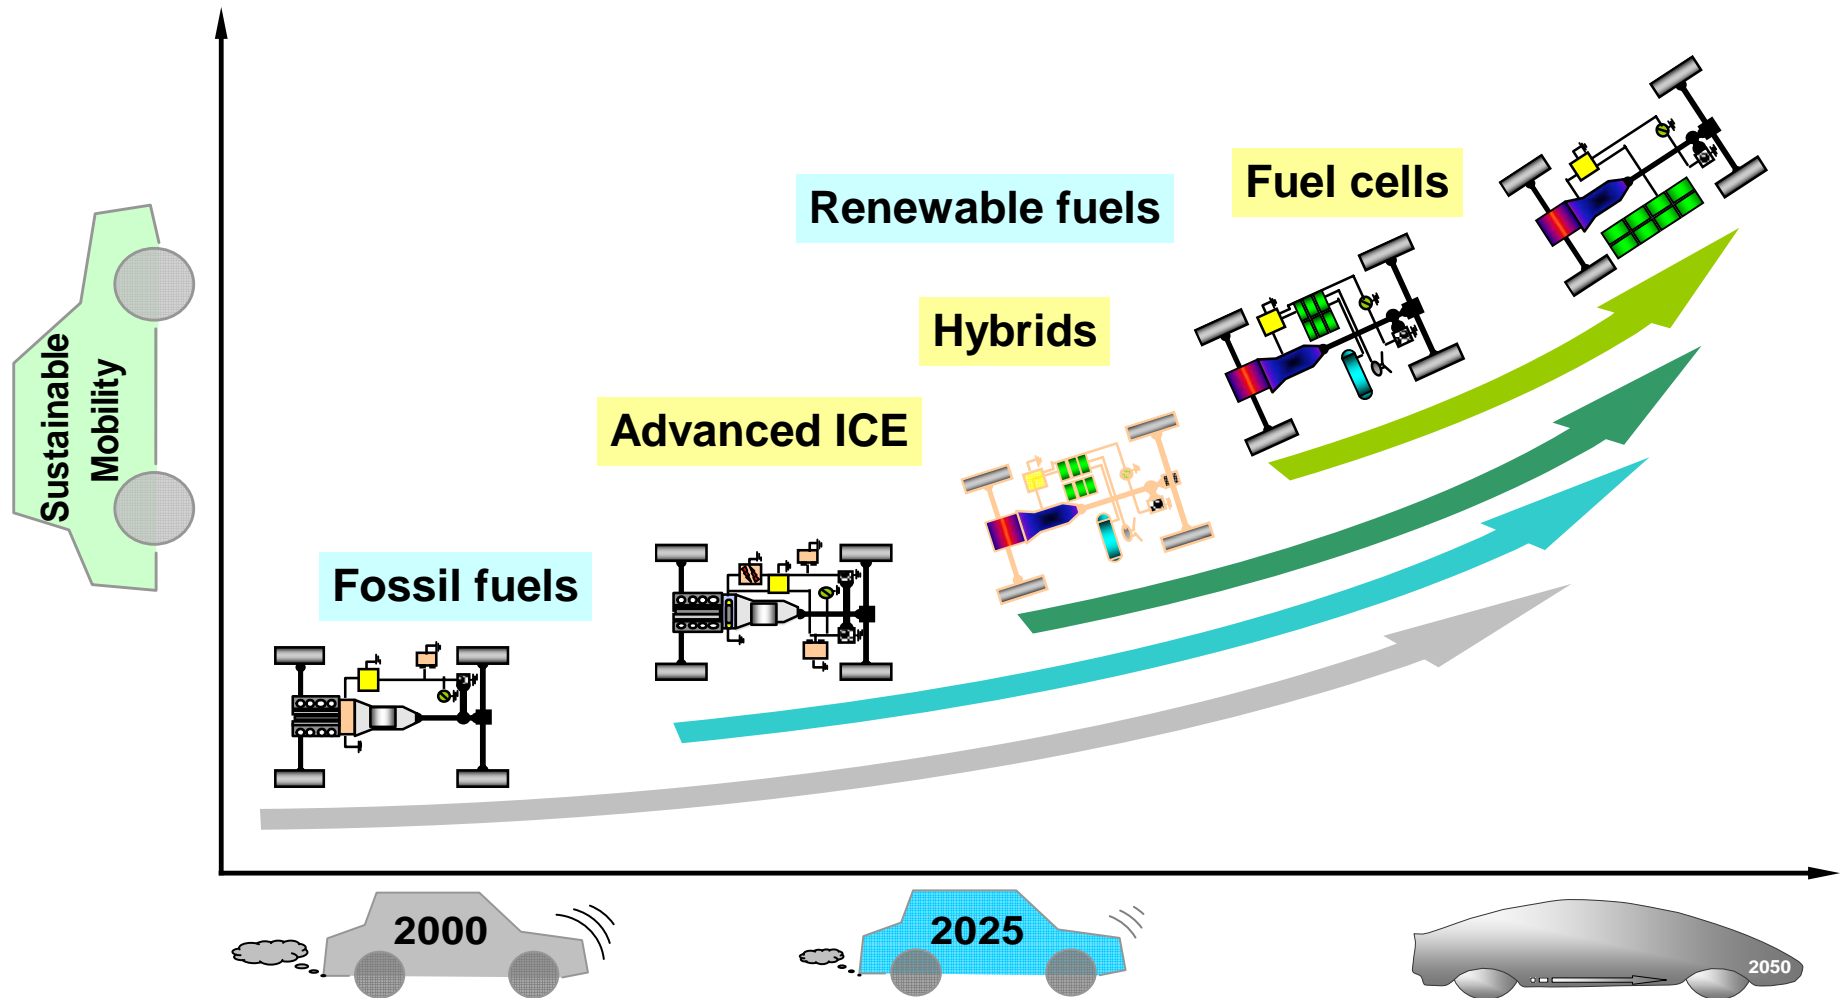 Fuel cells
Renewable fuels
Hybrids
Advanced ICE
Fossil fuels
Sustainable
Mobility
2000
2025
2050